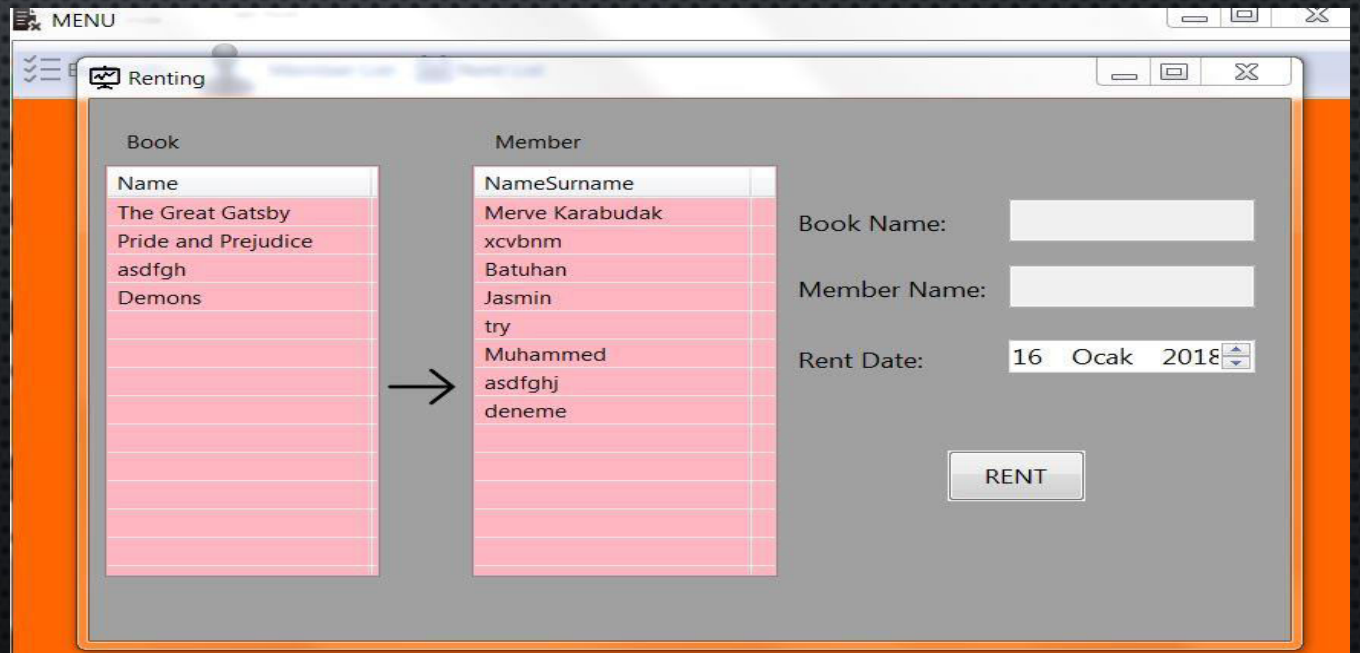 MENU
Renting
Book
Name
The Great Gatsby
Pride and Prejudice
asdfgh
Demons
Member
NameSurname
Merve Karabudak
xcvbnm
Batuhan
Jasmin
try
Muhammed
asdfghj
deneme
Book Name:
Member Name:
Rent Date: 16 Ocak 2018
RENT